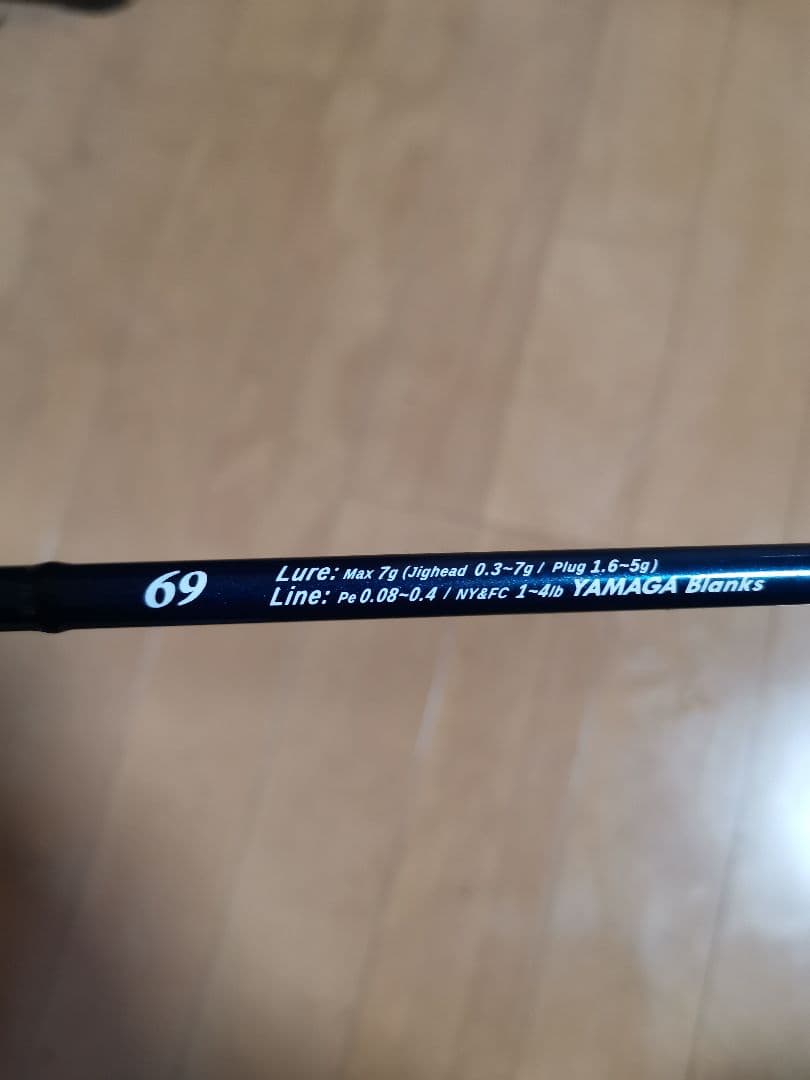 69
Lure: Max 7g (Jighead 0.3~7g / Plug 1.6~5g)
Line: Pe 0.08~0.4 / NY&FC 1~4lb YAMAGA Blanks